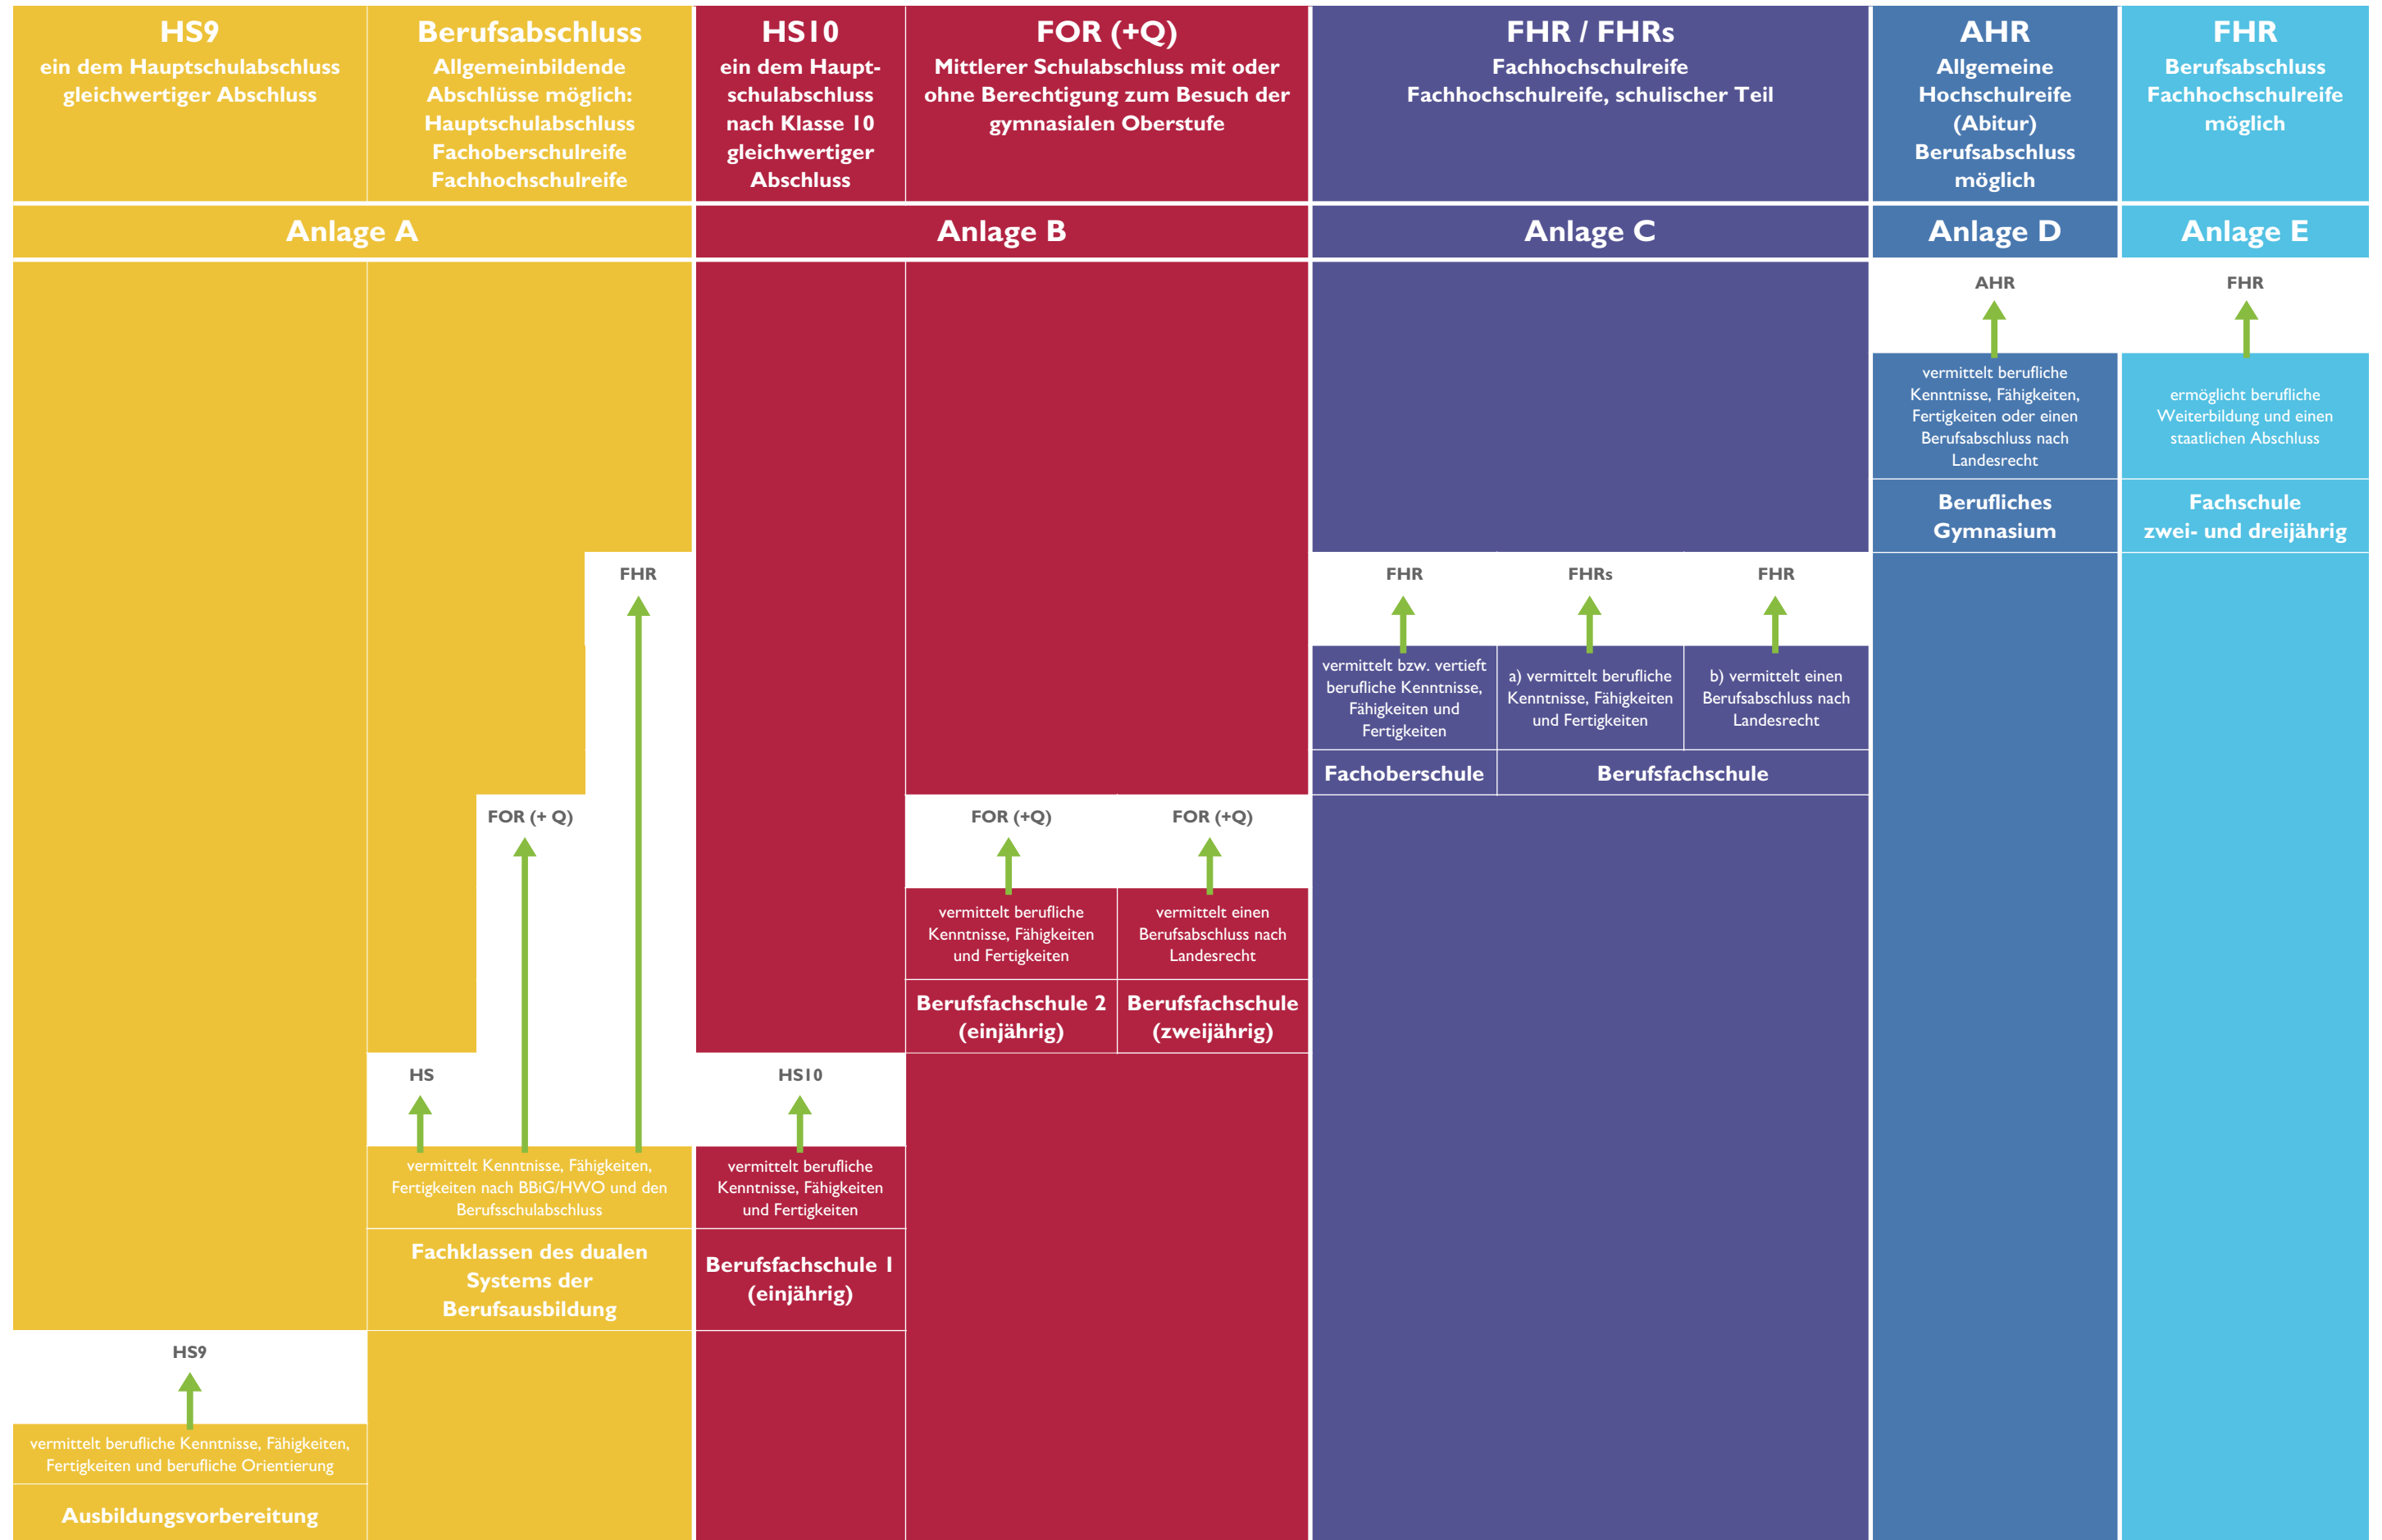 HS9
ein dem Hauptschulabschluss
gleichwertiger Abschluss
Berufsabschluss
Allgemeinbildende
Abschlüsse möglich:
Hauptschulabschluss
Fachoberschulreife
Fachhochschulreife
HS10
ein dem Haupt-
schulabschluss
nach Klasse 10
gleichwertiger
Abschluss
FOR (+Q)
Mittlerer Schulabschluss mit oder
ohne Berechtigung zum Besuch der
gymnasialen Oberstufe
FHR / FHRs
Fachhochschulreife
Fachhochschulreife, schulischer Teil
AHR
Allgemeine
Hochschulreife
(Abitur)
Berufsabschluss
möglich
FHR
Berufsabschluss
Fachhochschulreife
möglich
Anlage A
Anlage B
Anlage C
Anlage D
Anlage E
AHR
vermittelt berufliche
Kenntnisse, Fähigkeiten,
Fertigkeiten oder einen
Berufsabschluss nach
Landesrecht
Berufliches
Gymnasium
FHR
ermöglicht berufliche
Weiterbildung und einen
staatlichen Abschluss
Fachschule
zwei- und dreijährig
FHR
FHR
vermittelt bzw. vertieft
berufliche Kenntnisse,
Fähigkeiten und
Fertigkeiten
Fachoberschule
FHRs
a) vermittelt berufliche
Kenntnisse, Fähigkeiten
und Fertigkeiten
FHR
b) vermittelt einen
Berufsabschluss nach
Landesrecht
Berufsfachschule
FOR (+ Q)
FOR (+Q)
vermittelt berufliche
Kenntnisse, Fähigkeiten
und Fertigkeiten
Berufsfachschule 2
(einjährig)
FOR (+Q)
vermittelt einen
Berufsabschluss nach
Landesrecht
Berufsfachschule
(zweijährig)
HS
vermittelt Kenntnisse, Fähigkeiten,
Fertigkeiten nach BBiG/HWO und den
Berufsschulabschluss
Fachklassen des dualen
Systems der
Berufsausbildung
HS10
vermittelt berufliche
Kenntnisse, Fähigkeiten
und Fertigkeiten
Berufsfachschule 1
(einjährig)
HS9
vermittelt berufliche Kenntnisse, Fähigkeiten,
Fertigkeiten und berufliche Orientierung
Ausbildungsvorbereitung